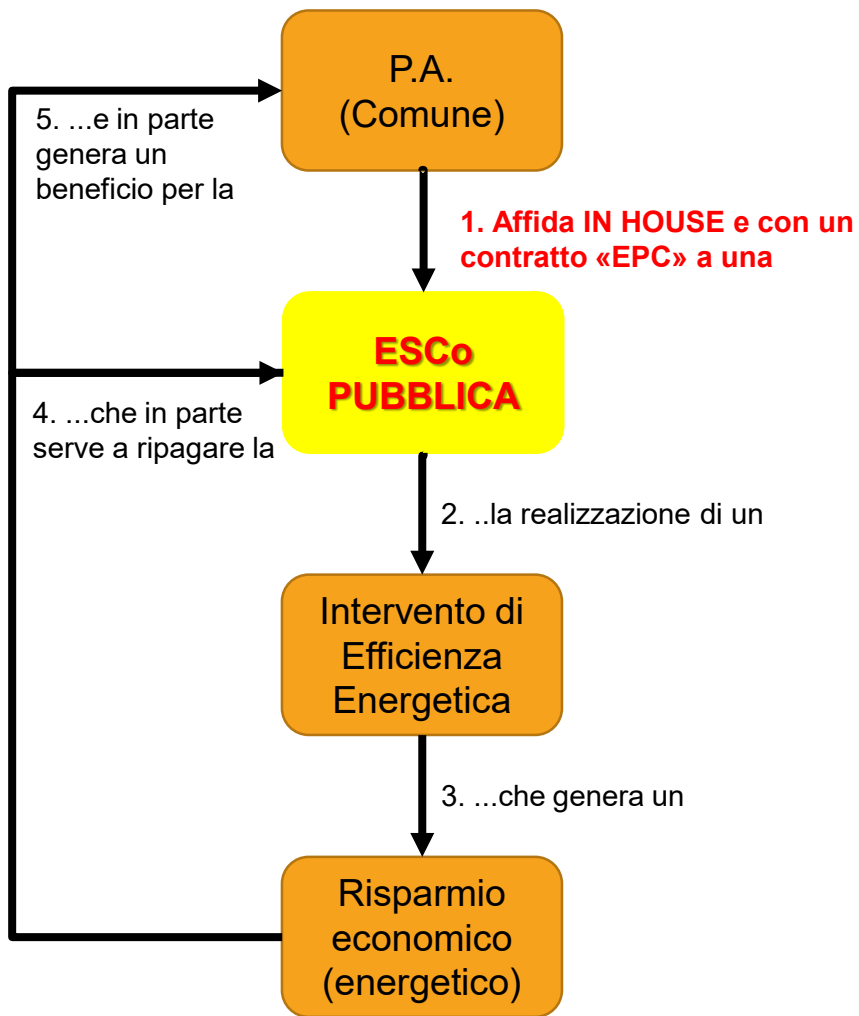 P.A.
(Comune)
5. ...e in parte
genera un
beneficio per la
1. Affida IN HOUSE e con un
contratto «EPC» a una
ESCo
PUBBLICA
4. ...che in parte
serve a ripagare la
2. ..la realizzazione di un
Intervento di
Efficienza
Energetica
3. ...che genera un
Risparmio
economico
(energetico)